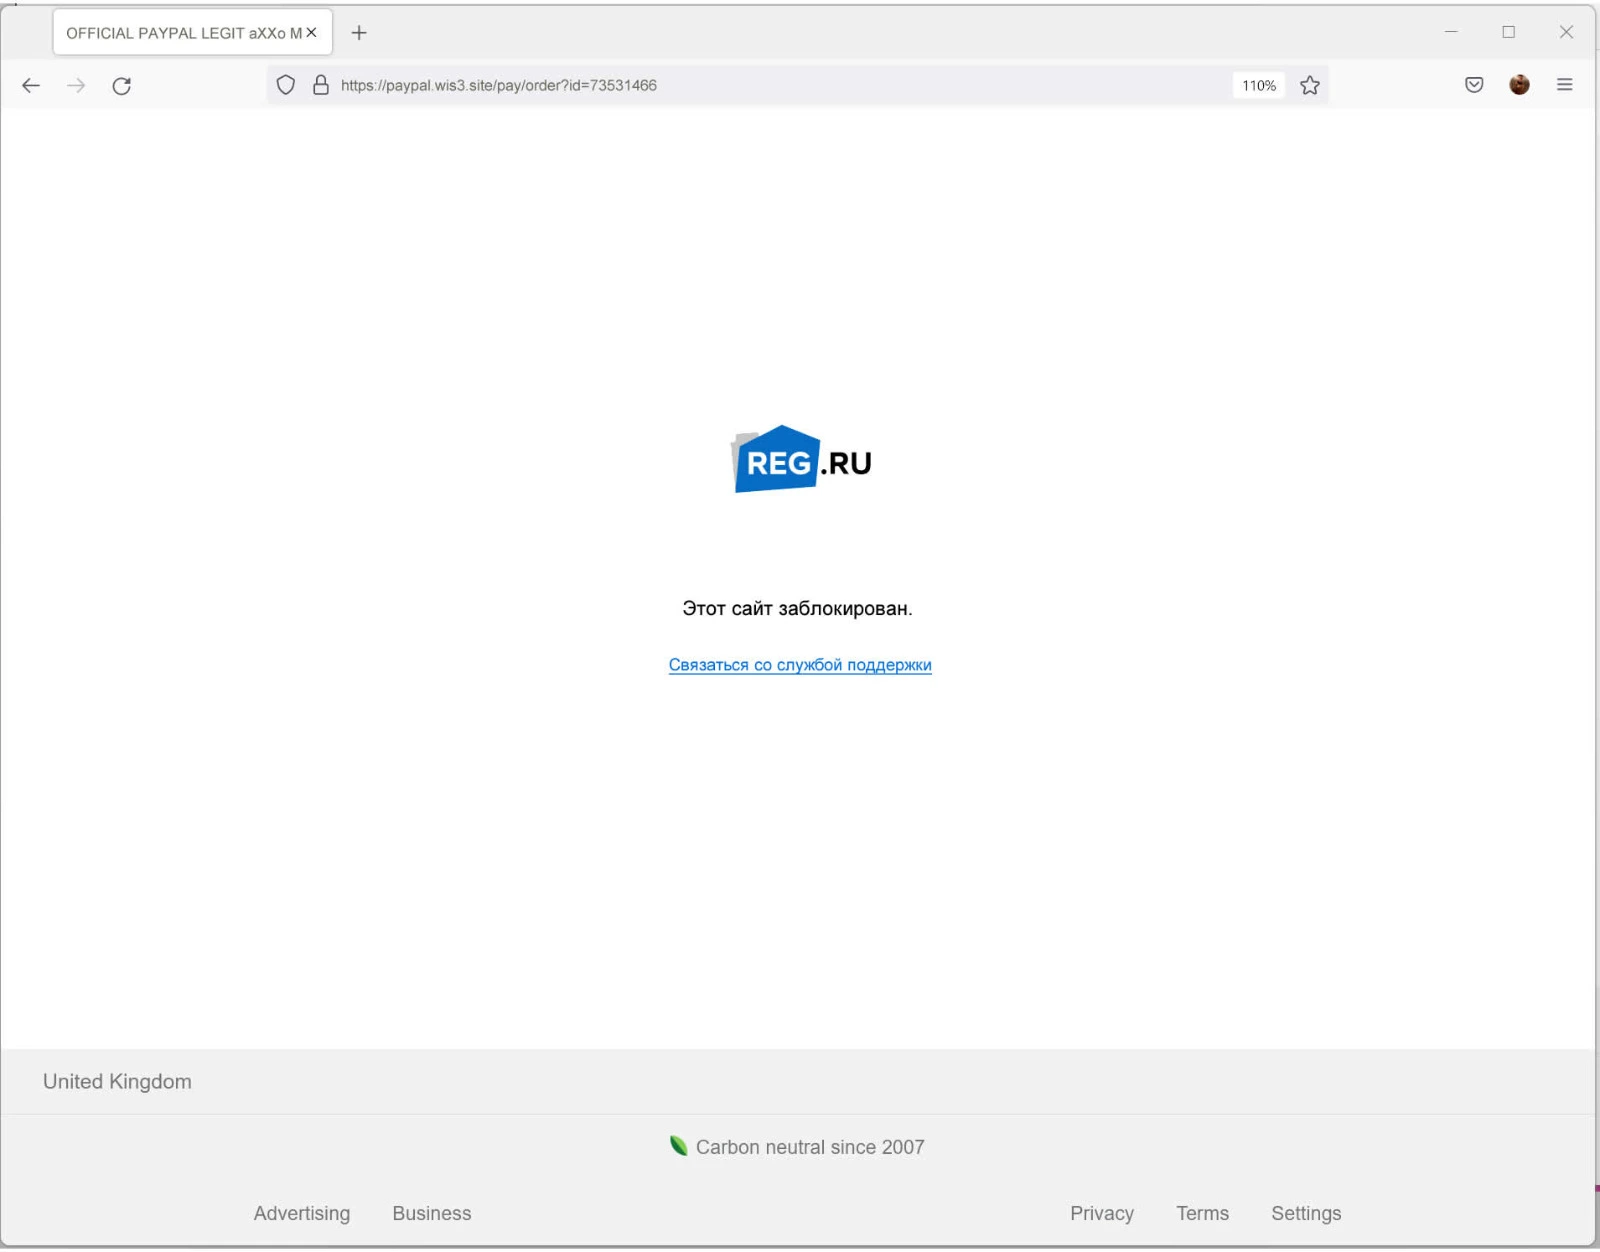 OFFICIAL PAYPAL LEGIT aXXo M
https://paypal.wis3.site/pay/order?id=73531466
110%
REG.RU
Этот сайт заблокирован.
Связаться со службой поддержки
United Kingdom
Carbon neutral since 2007
Advertising Business Privacy Terms Settings